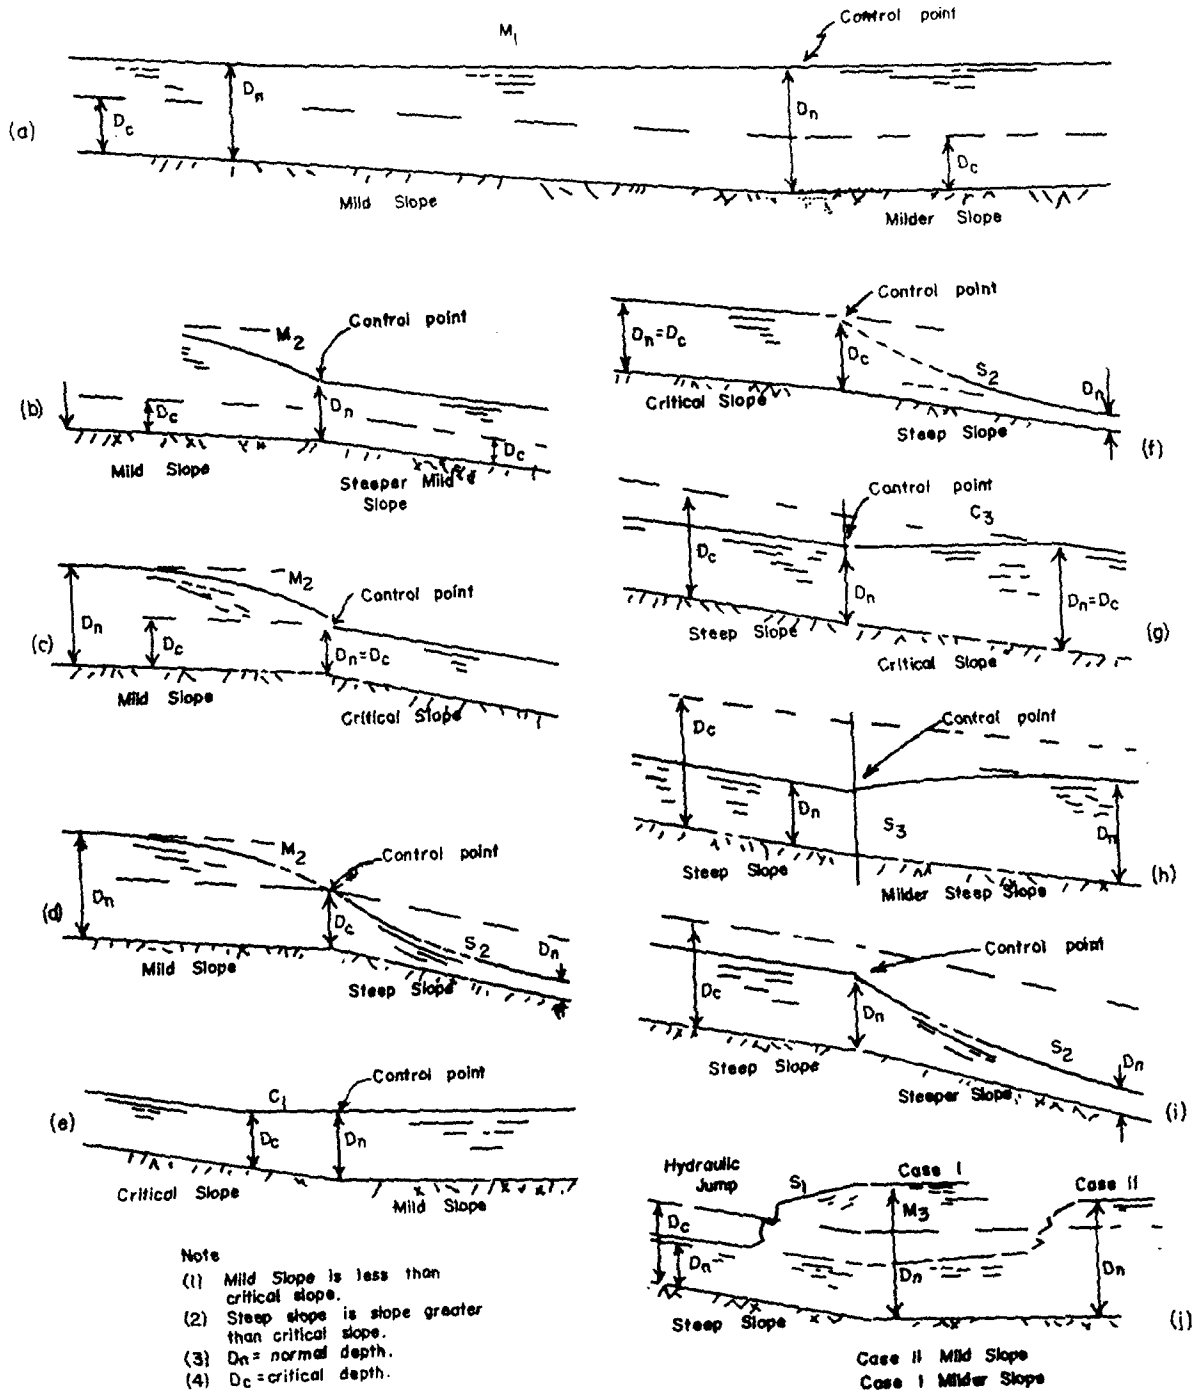 Control point
M1
Dn
Dc
Dn
Dc
(a)
Mild Slope
Milder Slope
Control point
M2
Dn
Dc
Dc
(b)
Mild Slope
Steeper Mild
Slope
M2
Control point
Dn
Dc
Dn=Dc
(c)
Mild Slope
Critical Slope
M2
Control point
Dn
Dc
S2
Dn
(d)
Mild Slope
Steep Slope
Control point
C1
Dc
Dn
(e)
Critical Slope
Mild Slope
Note
(1) Mild Slope is less than
critical slope.
(2) Steep slope is slope greater
than critical slope.
(3) Dn= normal depth.
(4) Dc=critical depth.
Control point
Dn=Dc
Dc
S2
Dn
Critical Slope
Steep Slope
(f)
Control point
C3
Dc
Dn
Dn=Dc
Steep Slope
Critical Slope
(g)
Control point
Dc
Dn
S3
Dn
Steep Slope
Milder Steep Slope
(h)
Control point
Dc
Dn
S2
Dn
Steep Slope
Steeper Slope
(i)
Hydraulic
Jump
S1
Case I
Case II
M3
Dc
Dn
Dn
Dn
Steep Slope
(j)
Case II Mild Slope
Case I Milder Slope